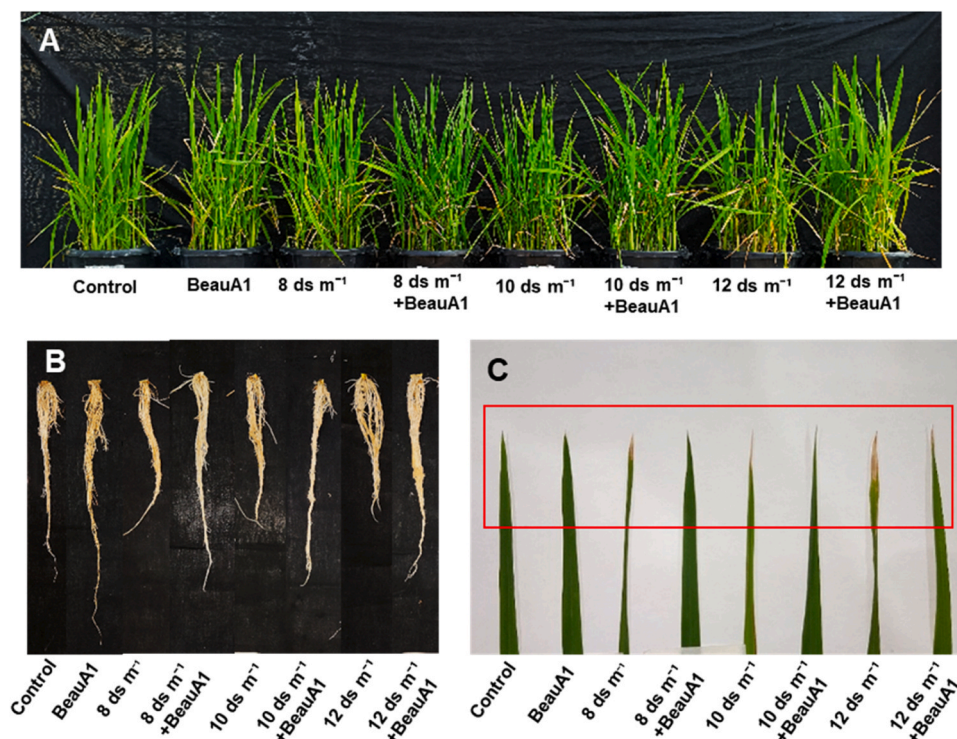 A
Control
BeauA1
8 ds m⁻¹
8 ds m⁻¹
+BeauA1
10 ds m⁻¹
10 ds m⁻¹
+BeauA1
12 ds m⁻¹
12 ds m⁻¹
+BeauA1
B
Control
BeauA1
8 ds m⁻¹
8 ds m⁻¹
+BeauA1
10 ds m⁻¹
10 ds m⁻¹
+BeauA1
12 ds m⁻¹
12 ds m⁻¹
+BeauA1
C
Control
BeauA1
8 ds m⁻¹
8 ds m⁻¹
+BeauA1
10 ds m⁻¹
10 ds m⁻¹
+BeauA1
12 ds m⁻¹
12 ds m⁻¹
+BeauA1